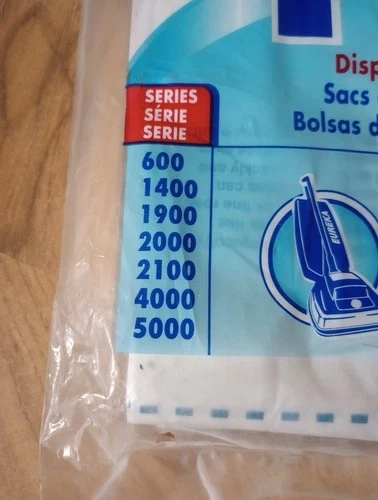 Disp
Sacs
Bolsas d
SERIES
SÉRIE
SERIE
600
1400
1900
2000
2100
4000
5000
EUREKA